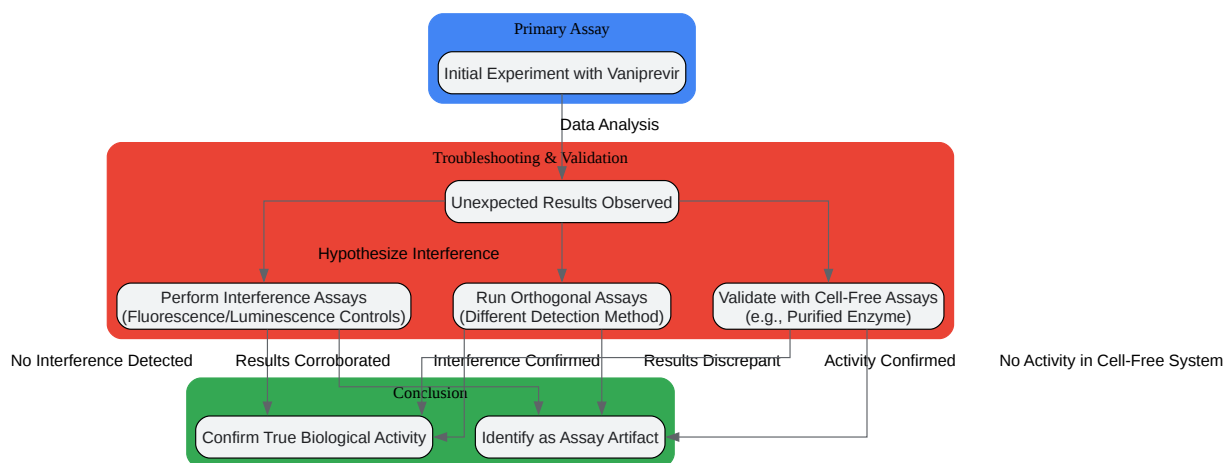 Primary Assay
Initial Experiment with Vaniprevir
Data Analysis
Troubleshooting & Validation
Unexpected Results Observed
Hypothesize Interference
Perform Interference Assays
(Fluorescence/Luminescence Controls)
Run Orthogonal Assays
(Different Detection Method)
Validate with Cell-Free Assays
(e.g., Purified Enzyme)
No Interference Detected
Results Corroborated
Interference Confirmed
Results Discrepant
Activity Confirmed
No Activity in Cell-Free System
Conclusion
Confirm True Biological Activity
Identify as Assay Artifact